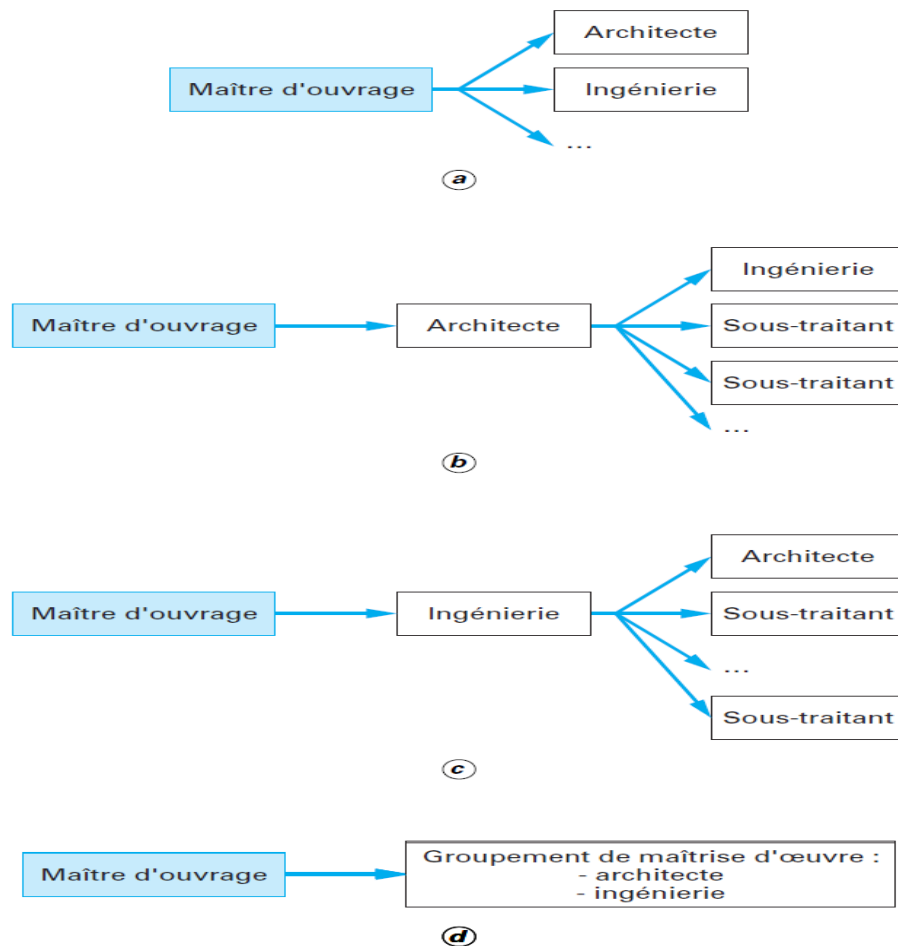 Architecte
Maître d'ouvrage
Ingénierie
...
a
Ingénierie
Maître d'ouvrage
Architecte
Sous-traitant
Sous-traitant
...
b
Architecte
Maître d'ouvrage
Ingénierie
Sous-traitant
...
Sous-traitant
c
Maître d'ouvrage
Groupement de maîtrise d'œuvre :
- architecte
- ingénierie
d